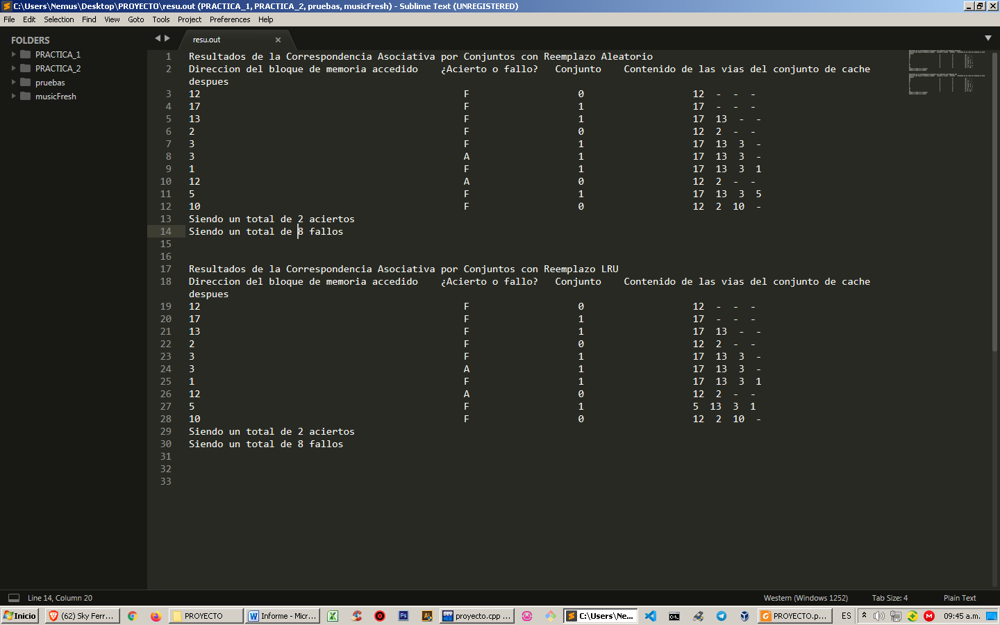 C:\Users\Nemus\Desktop\PROYECTO\resu.out (PRACTICA_1, PRACTICA_2, pruebas, musicFresh) - Sublime Text (UNREGISTERED)
File Edit Selection Find View Goto Tools Project Preferences Help
FOLDERS
PRACTICA_1
PRACTICA_2
pruebas
musicFresh
resu.out
1 Resultados de la Correspondencia Asociativa por Conjuntos con Reemplazo Aleatorio
2 Direccion del bloque de memoria accedido ¿Acierto o fallo? Conjunto Contenido de las vias del conjunto de cache
despues
3 12 F 0 12 - - -
4 17 F 1 17 - - -
5 13 F 1 17 13 - -
6 2 F 0 12 2 - -
7 3 F 1 17 13 3 -
8 3 A 1 17 13 3 -
9 1 F 1 17 13 3 1
10 12 A 0 12 2 - -
11 5 F 1 17 13 3 5
12 10 F 0 12 2 10 -
13 Siendo un total de 2 aciertos
14 Siendo un total de 8 fallos
15
16
17 Resultados de la Correspondencia Asociativa por Conjuntos con Reemplazo LRU
18 Direccion del bloque de memoria accedido ¿Acierto o fallo? Conjunto Contenido de las vias del conjunto de cache
despues
19 12 F 0 12 - - -
20 17 F 1 17 - - -
21 13 F 1 17 13 - -
22 2 F 0 12 2 - -
23 3 F 1 17 13 3 -
24 3 A 1 17 13 3 -
25 1 F 1 17 13 3 1
26 12 A 0 12 2 - -
27 5 F 1 5 13 3 1
28 10 F 0 12 2 10 -
29 Siendo un total de 2 aciertos
30 Siendo un total de 8 fallos
31
32
33
Line 14, Column 20 Western (Windows 1252) Tab Size: 4 Plain Text
Inicio (62) Sky Ferr... PROYECTO Informe - Micr... proyecto.cpp ... C:\Users\Ne... PROYECTO.p... ES 09:45 a.m.